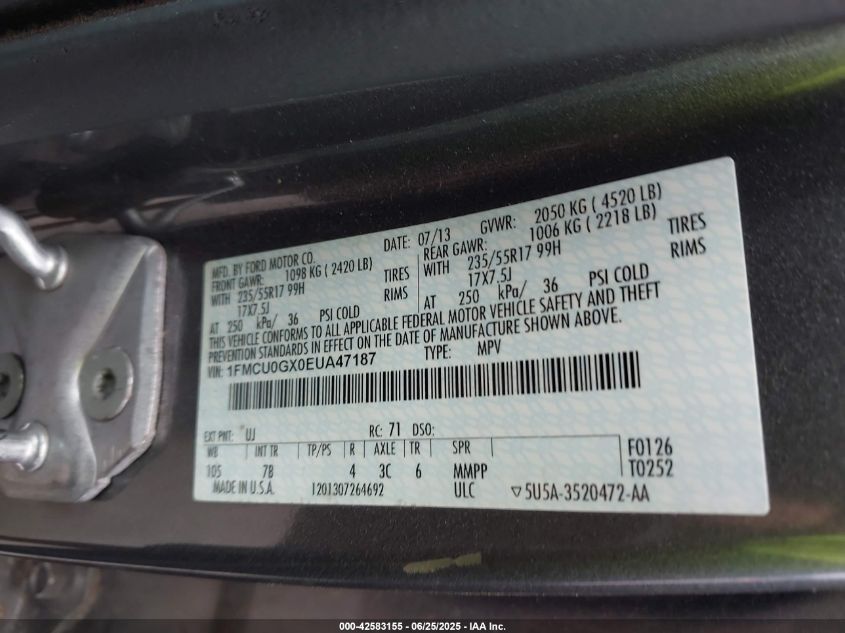 MFD. BY FORD MOTOR CO.
DATE: 07/13
GVWR: 2050 KG ( 4520 LB)
FRONT GAWR: 1098 KG ( 2420 LB)
REAR GAWR: 1006 KG ( 2218 LB)
WITH 235/55R17 99H TIRES
WITH 235/55R17 99H TIRES
17X7.5J RIMS
17X7.5J RIMS
AT 250 kPa/ 36 PSI COLD
AT 250 kPa/ 36 PSI COLD
THIS VEHICLE CONFORMS TO ALL APPLICABLE FEDERAL MOTOR VEHICLE SAFETY AND THEFT
PREVENTION STANDARDS IN EFFECT ON THE DATE OF MANUFACTURE SHOWN ABOVE.
VIN: 1FMCU0GX0EUA47187
TYPE: MPV
EXT PNT: UJ RC: 71 DSO:
WB INT TR TP/PS R AXLE TR SPR F0126
105 7B 4 3C 6 MMPP T0252
MADE IN U.S.A. 1201307264692 ULC ▽5U5A-3520472-AA
000-42583155 - 06/25/2025 - IAA Inc.